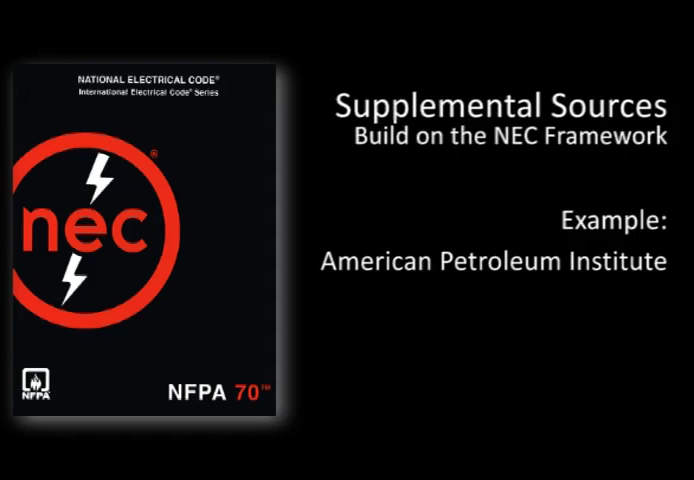 NATIONAL ELECTRICAL CODE®
International Electrical Code® Series
nec®
NFPA
NFPA 70™
Supplemental Sources
Build on the NEC Framework
Example:
American Petroleum Institute